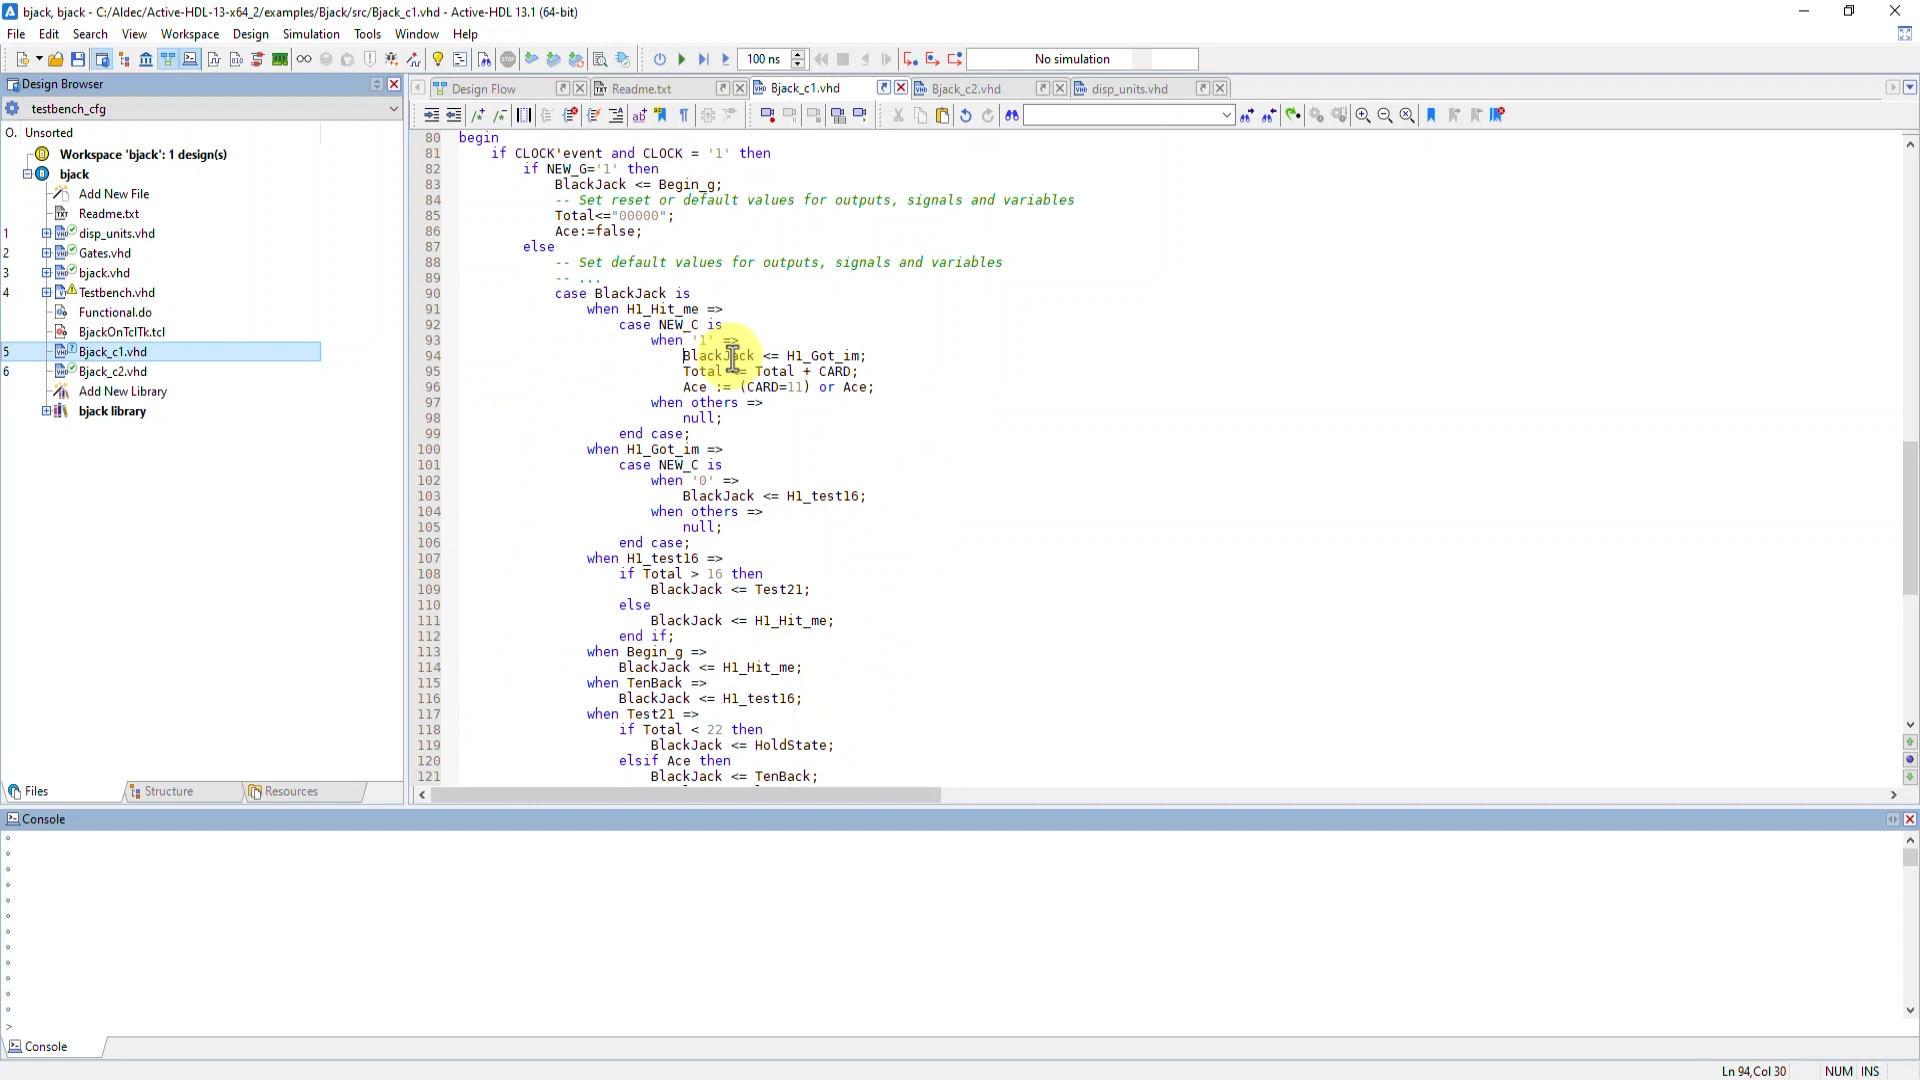 bjack, bjack - C:/Aldec/Active-HDL-13-x64_2/examples/Bjack/src/Bjack_c1.vhd - Active-HDL 13.1 (64-bit)
File Edit Search View Workspace Design Simulation Tools Window Help
100 ns No simulation
Design Browser
Design Flow Readme.txt Bjack_c1.vhd Bjack_c2.vhd disp_units.vhd
testbench_cfg
O. Unsorted
Workspace 'bjack': 1 design(s)
bjack
Add New File
Readme.txt
1 disp_units.vhd
2 Gates.vhd
3 bjack.vhd
4 Testbench.vhd
Functional.do
BjackOnTclTk.tcl
5 Bjack_c1.vhd
6 Bjack_c2.vhd
Add New Library
bjack library
Files Structure Resources
80 begin
81 if CLOCK'event and CLOCK = '1' then
82 if NEW_G='1' then
83 BlackJack <= Begin_g;
84 -- Set reset or default values for outputs, signals and variables
85 Total<="00000";
86 Ace:=false;
87 else
88 -- Set default values for outputs, signals and variables
89 -- ...
90 case BlackJack is
91 when H1_Hit_me =>
92 case NEW_C is
93 when '1' =>
94 BlackJack <= H1_Got_im;
95 Total <= Total + CARD;
96 Ace := (CARD=11) or Ace;
97 when others =>
98 null;
99 end case;
100 when H1_Got_im =>
101 case NEW_C is
102 when '0' =>
103 BlackJack <= H1_test16;
104 when others =>
105 null;
106 end case;
107 when H1_test16 =>
108 if Total > 16 then
109 BlackJack <= Test21;
110 else
111 BlackJack <= H1_Hit_me;
112 end if;
113 when Begin_g =>
114 BlackJack <= H1_Hit_me;
115 when TenBack =>
116 BlackJack <= H1_test16;
117 when Test21 =>
118 if Total < 22 then
119 BlackJack <= HoldState;
120 elsif Ace then
121 BlackJack <= TenBack;
Console
>
Console
Ln 94,Col 30 NUM INS